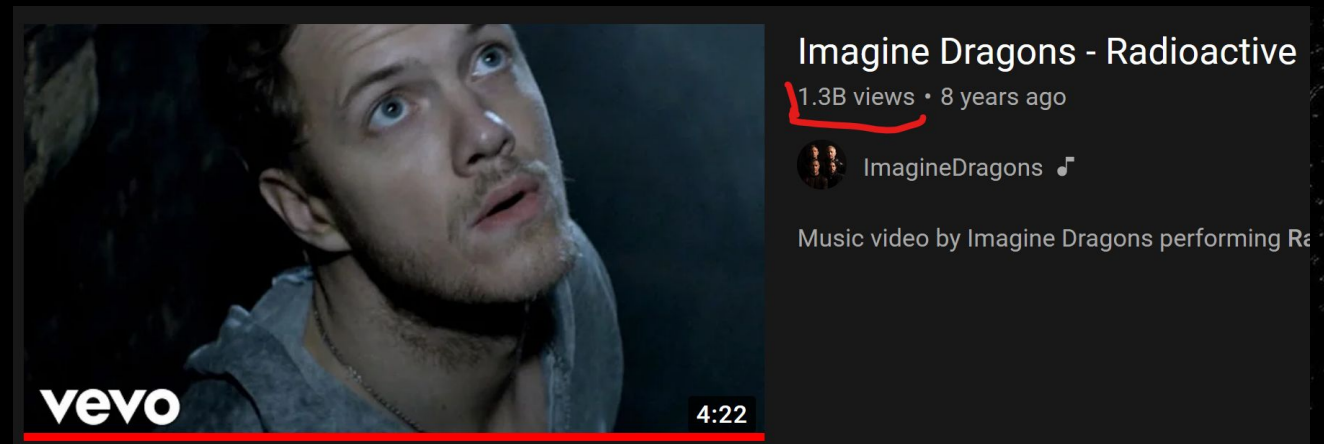 Imagine Dragons - Radioactive
1.3B views • 8 years ago
ImagineDragons
Music video by Imagine Dragons performing Ra
vevo
4:22